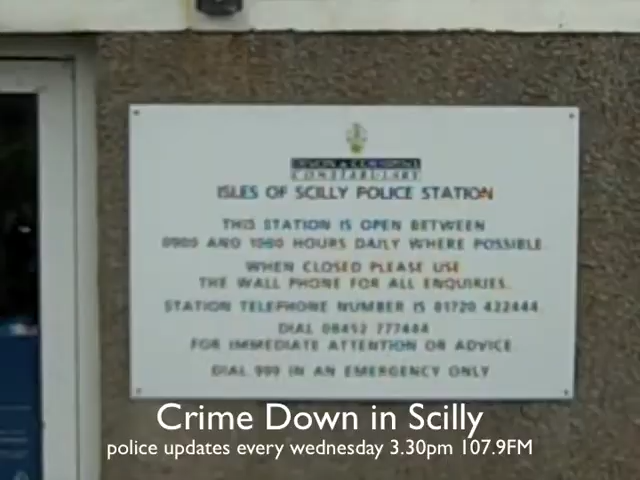 DEVON & CORNWALL
CONSTABULARY
ISLES OF SCILLY POLICE STATION
THIS STATION IS OPEN BETWEEN
0900 AND HOURS DAILY WHERE POSSIBLE
WHEN CLOSED PLEASE USE
THE WALL PHONE FOR ALL ENQUIRIES.
STATION TELEPHONE NUMBER IS 01720 422444
DIAL 08452 777444
FOR IMMEDIATE ATTENTION OR ADVICE
DIAL 999 IN AN EMERGENCY ONLY
Crime Down in Scilly
police updates every wednesday 3.30pm 107.9FM